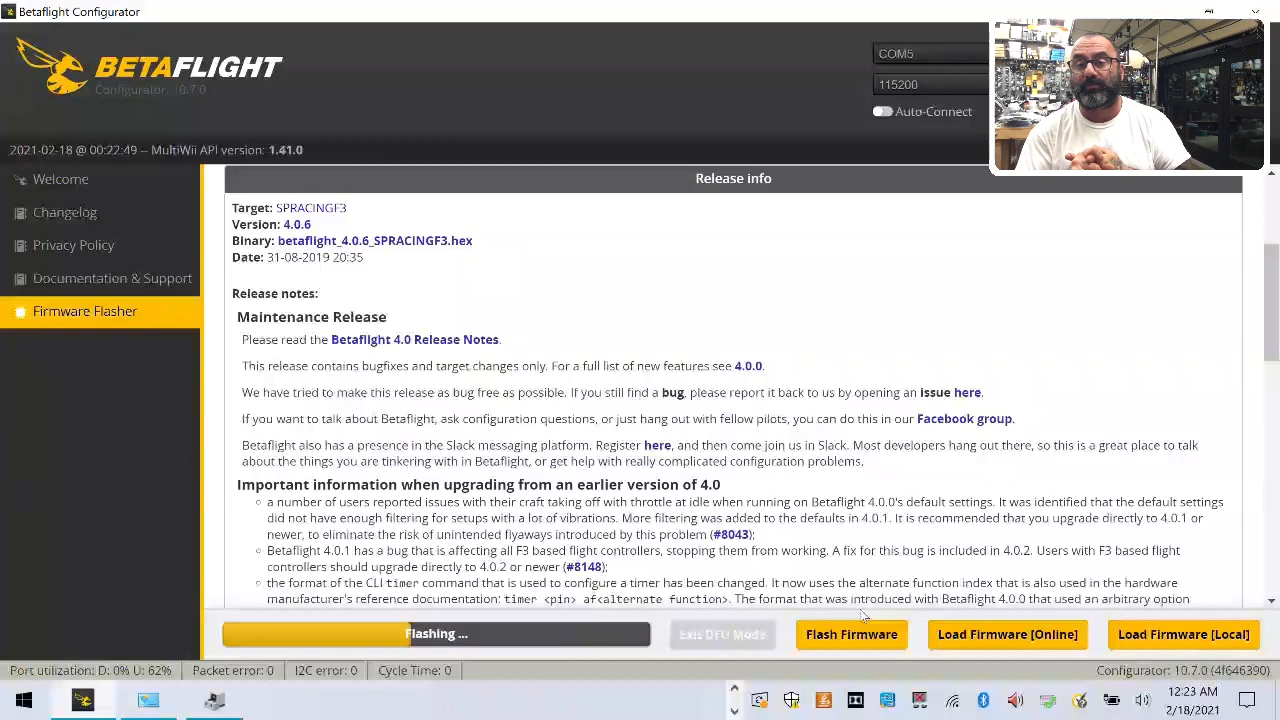 Betaflight Configurator
BETAFLIGHT
Configurator: 10.7.0
COM5
115200
Auto-Connect
2021-02-18 @ 00:22:49 -- MultiWii API version: 1.41.0
Welcome
Changelog
Privacy Policy
Documentation & Support
Firmware Flasher
Release info
Target: SPRACINGF3
Version: 4.0.6
Binary: betaflight_4.0.6_SPRACINGF3.hex
Date: 31-08-2019 20:35
Release notes:
Maintenance Release
Please read the Betaflight 4.0 Release Notes.
This release contains bugfixes and target changes only. For a full list of new features see 4.0.0.
We have tried to make this release as bug free as possible. If you still find a bug, please report it back to us by opening an issue here.
If you want to talk about Betaflight, ask configuration questions, or just hang out with fellow pilots, you can do this in our Facebook group.
Betaflight also has a presence in the Slack messaging platform. Register here, and then come join us in Slack. Most developers hang out there, so this is a great place to talk
about the things you are tinkering with in Betaflight, or get help with really complicated configuration problems.
Important information when upgrading from an earlier version of 4.0
a number of users reported issues with their craft taking off with throttle at idle when running on Betaflight 4.0.0's default settings. It was identified that the default settings
did not have enough filtering for setups with a lot of vibrations. More filtering was added to the defaults in 4.0.1. It is recommended that you upgrade directly to 4.0.1 or
newer, to eliminate the risk of unintended flyaways introduced by this problem (#8043);
Betaflight 4.0.1 has a bug that is affecting all F3 based flight controllers, stopping them from working. A fix for this bug is included in 4.0.2. Users with F3 based flight
controllers should upgrade directly to 4.0.2 or newer (#8148);
the format of the CLI timer command that is used to configure a timer has been changed. It now uses the alternate function index that is also used in the hardware
manufacturer's reference documentation: timer <pin> af<alternate function>. The format that was introduced with Betaflight 4.0.0 that used an arbitrary option
Flashing ...
Exit DFU Mode
Flash Firmware
Load Firmware [Online]
Load Firmware [Local]
Port utilization: D: 0% U: 62%
Packet error: 0
I2C error: 0
Cycle Time: 0
Configurator: 10.7.0 (4f646390)
12:23 AM
2/18/2021